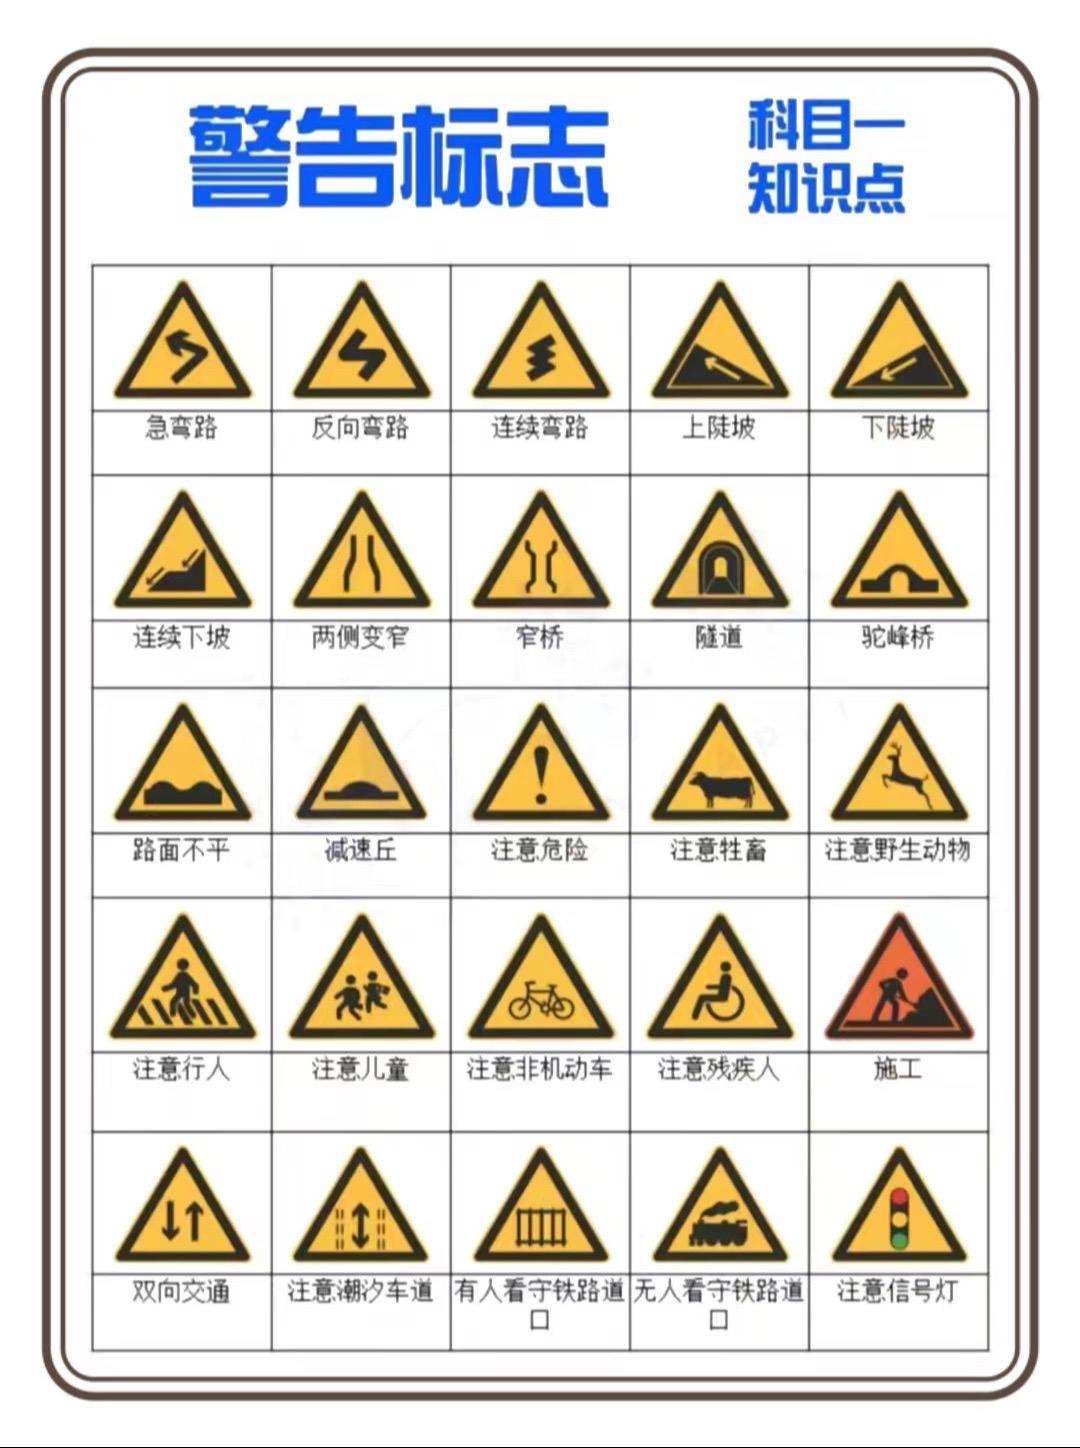 警告标志
科目一
知识点
急弯路
反向弯路
连续弯路
上陡坡
下陡坡
连续下坡
两侧变窄
窄桥
隧道
驼峰桥
路面不平
减速丘
注意危险
注意牲畜
注意野生动物
注意行人
注意儿童
注意非机动车
注意残疾人
施工
双向交通
注意潮汐车道
有人看守铁路道
口
无人看守铁路道
口
注意信号灯